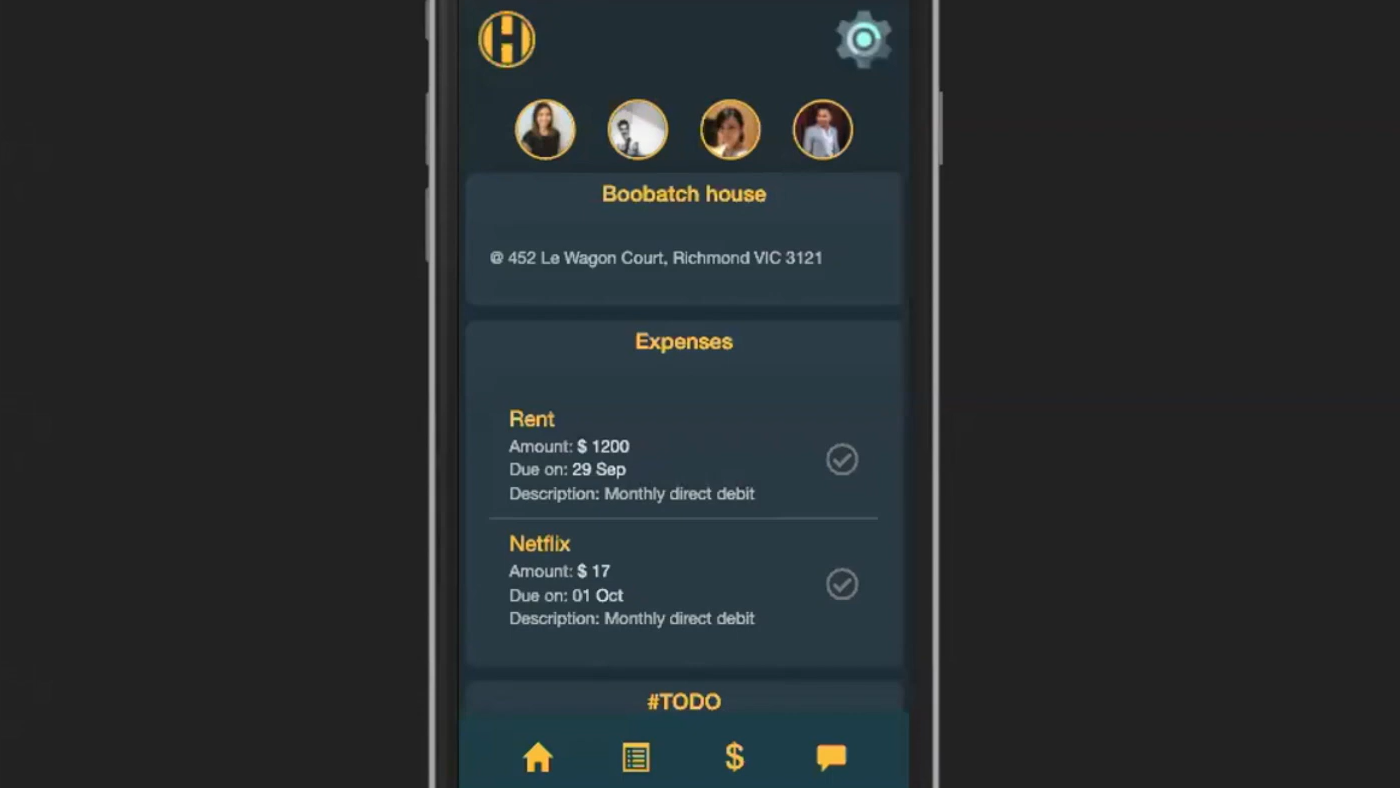 H
Boobatch house
@ 452 Le Wagon Court, Richmond VIC 3121
Expenses
Rent
Amount: $ 1200
Due on: 29 Sep
Description: Monthly direct debit
Netflix
Amount: $ 17
Due on: 01 Oct
Description: Monthly direct debit
#TODO
$